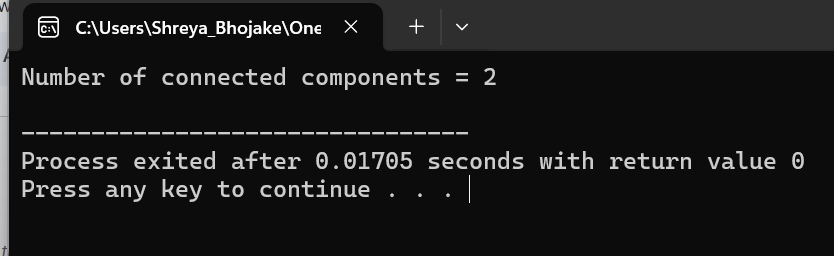 C:\Users\Shreya_Bhojake\One
Number of connected components = 2
--------------------------------
Process exited after 0.01705 seconds with return value 0
Press any key to continue . . .